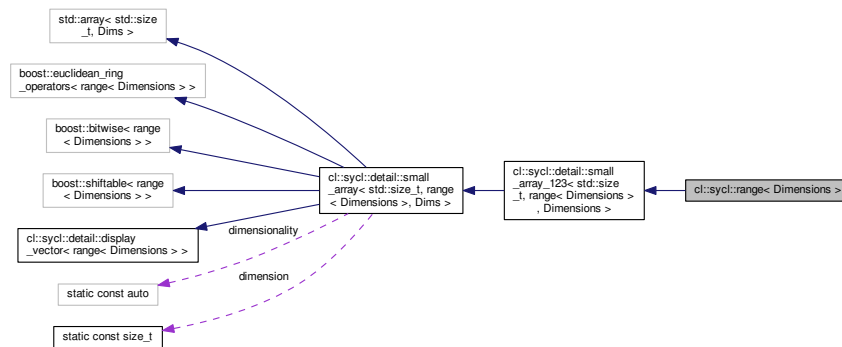 std::array< std::size
_t, Dims >
boost::euclidean_ring
_operators< range< Dimensions > >
boost::bitwise< range
< Dimensions > >
boost::shiftable< range
< Dimensions > >
cl::sycl::detail::display
_vector< range< Dimensions > >
static const auto
static const size_t
dimensionality
dimension
cl::sycl::detail::small
_array< std::size_t, range
< Dimensions >, Dims >
cl::sycl::detail::small
_array_123< std::size
_t, range< Dimensions >
, Dimensions >
cl::sycl::range< Dimensions >